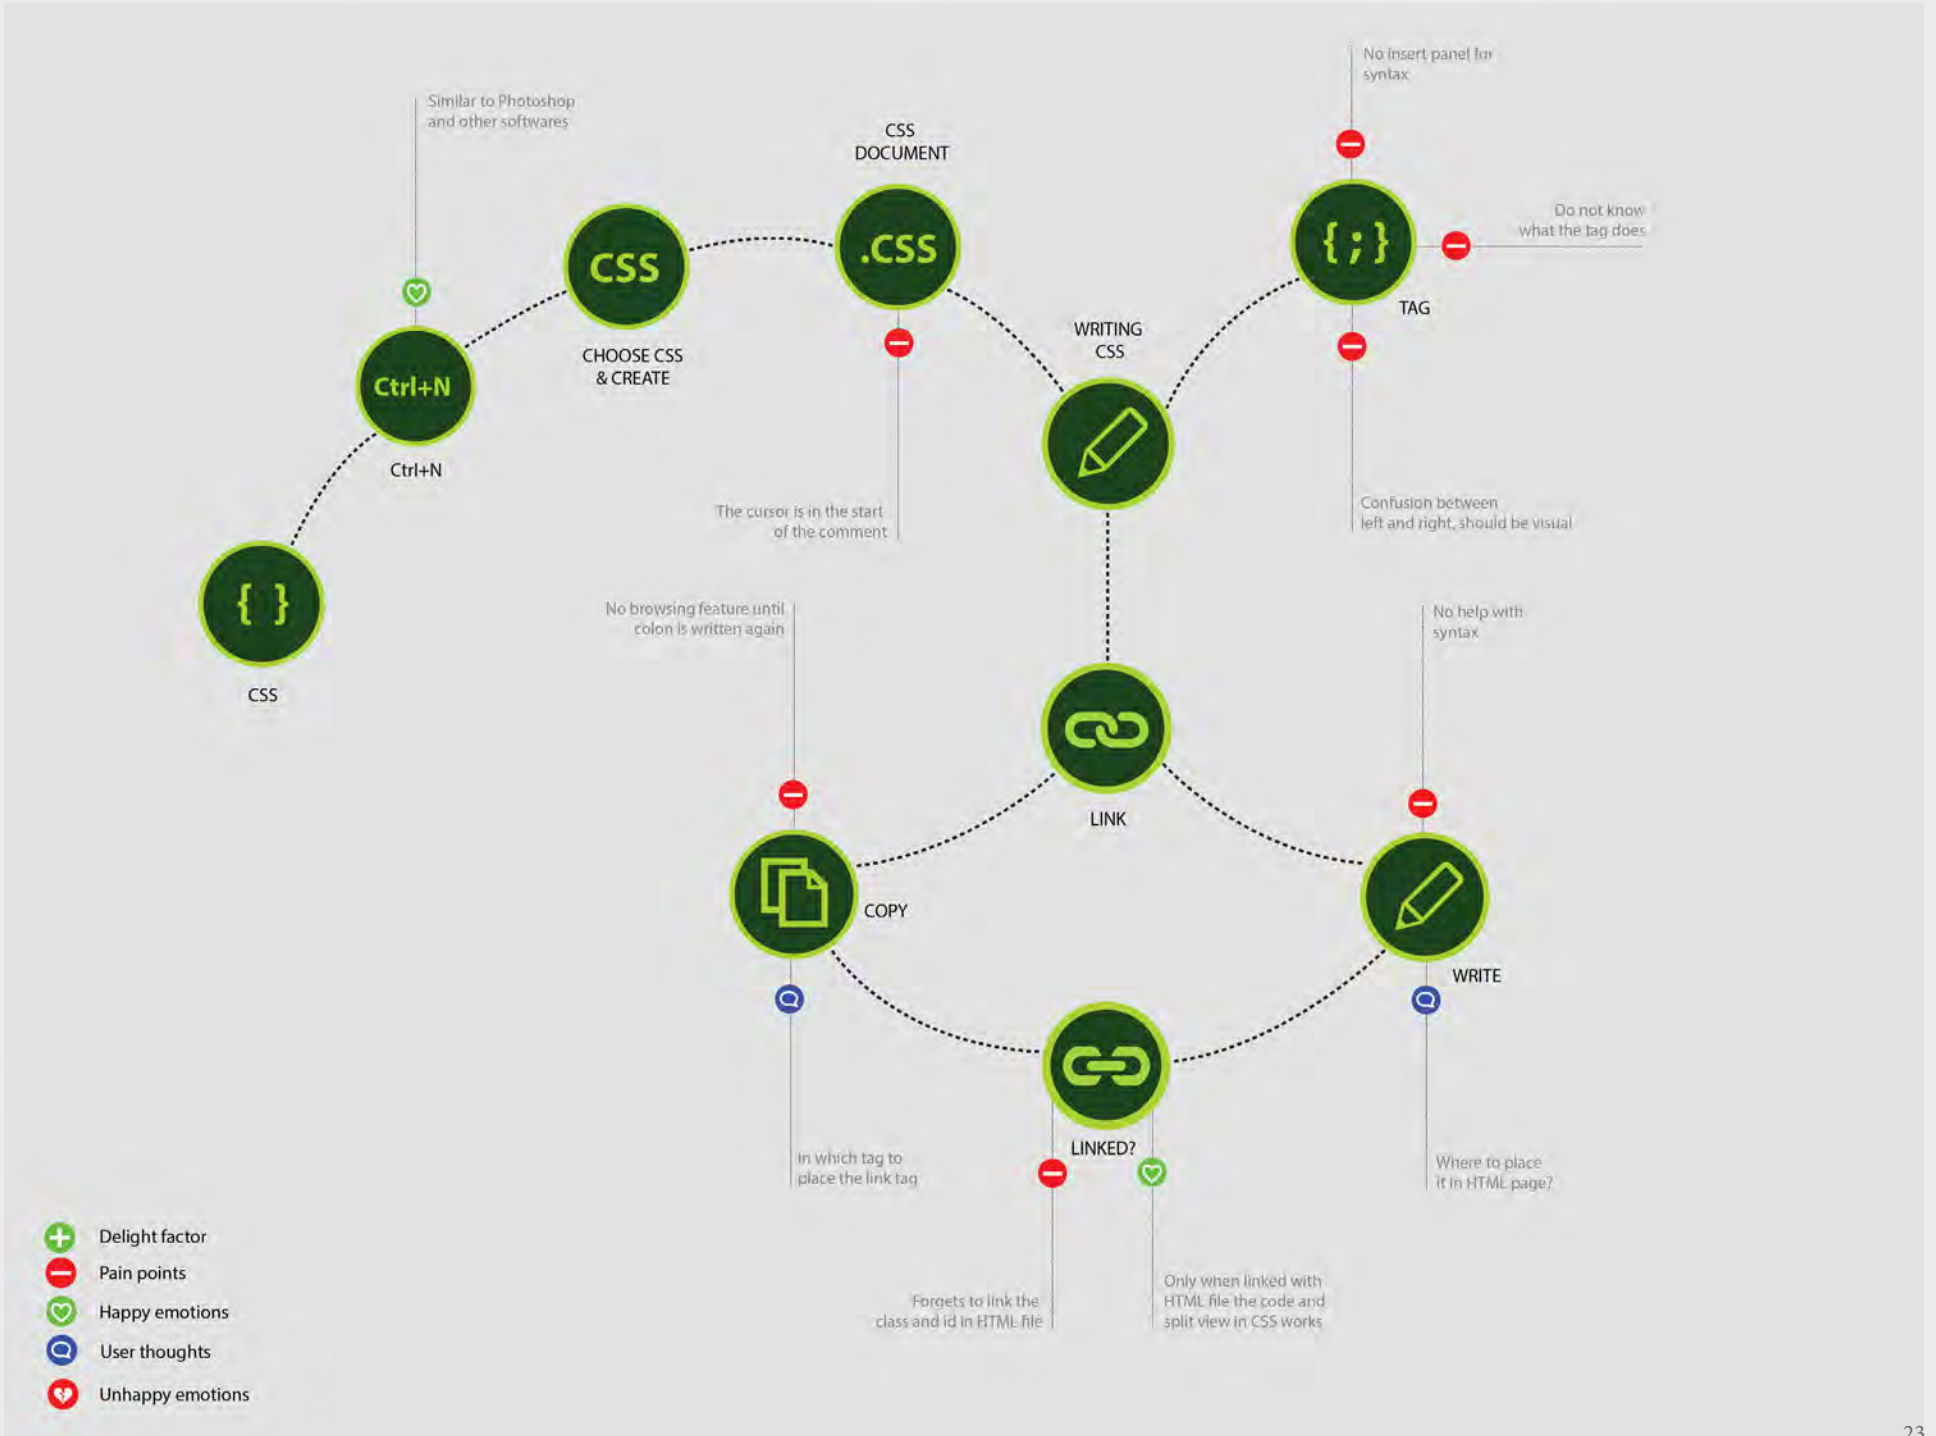 No insert panel for
syntax
Similar to Photoshop
and other softwares
CSS
DOCUMENT
.CSS
Do not know
what the tag does
{ ; }
TAG
CSS
CHOOSE CSS
& CREATE
WRITING
CSS
Ctrl+N
Ctrl+N
The cursor is in the start
of the comment
Confusion between
left and right, should be visual
{ }
CSS
No browsing feature until
colon is written again
No help with
syntax
LINK
COPY
WRITE
LINKED?
In which tag to
place the link tag
Where to place
it in HTML page?
Forgets to link the
class and id in HTML file
Only when linked with
HTML file the code and
split view in CSS works
Delight factor
Pain points
Happy emotions
User thoughts
Unhappy emotions
23